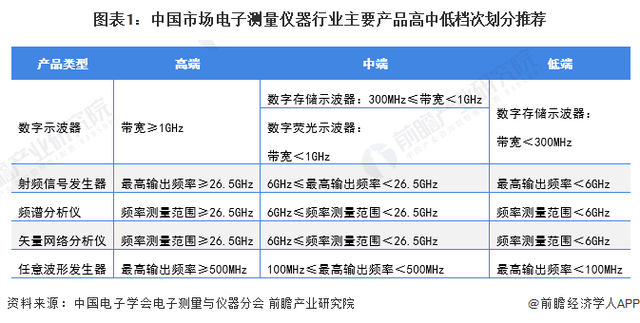 图表1：中国市场电子测量仪器行业主要产品高中低档次划分推荐
产品类型 高端 中端 低端
数字示波器 带宽≥1GHz 数字存储示波器：300MHz≤带宽＜1GHz
数字荧光示波器：
带宽＜1GHz
数字存储示波器：
带宽＜300MHz
射频信号发生器 最高输出频率≥26.5GHz 6GHz≤最高输出频率＜26.5GHz 最高输出频率＜6GHz
频谱分析仪 频率测量范围≥26.5GHz 6GHz≤频率测量范围＜26.5GHz 频率测量范围＜6GHz
矢量网络分析仪 频率测量范围≥26.5GHz 6GHz≤频率测量范围＜26.5GHz 频率测量范围＜6GHz
任意波形发生器 最高输出频率≥500MHz 100MHz≤最高输出频率＜500MHz 最高输出频率＜100MHz
资料来源：中国电子学会电子测量与仪器分会 前瞻产业研究院 @前瞻经济学人APP
前瞻产业研究院